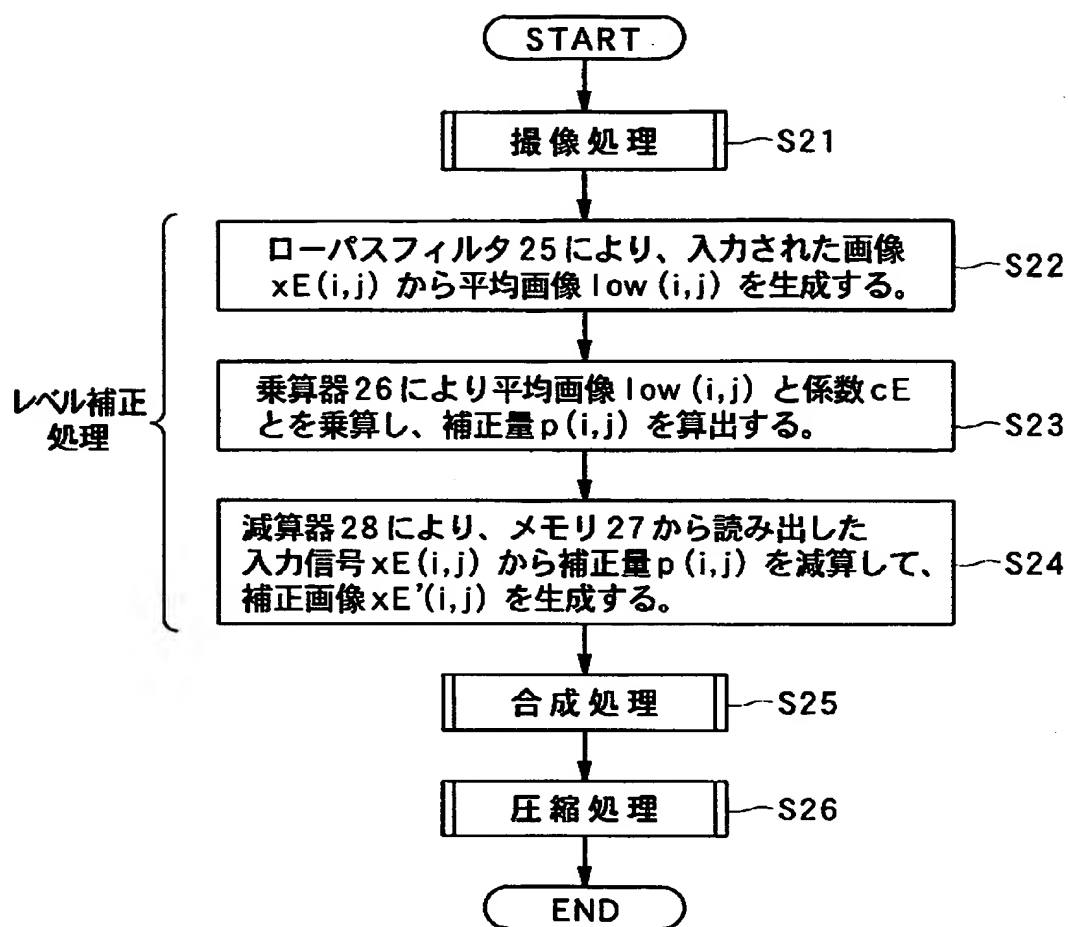 START
撮像処理
S21
ローパスフィルタ25により、入力された画像
xE(i,j)から平均画像low(i,j)を生成する。
S22
レベル補正
処理
乗算器26により平均画像low(i,j)と係数cE
とを乗算し、補正量p(i,j)を算出する。
S23
減算器28により、メモリ27から読み出した
入力信号xE(i,j)から補正量p(i,j)を減算して、
補正画像xE'(i,j)を生成する。
S24
合成処理
S25
圧縮処理
S26
END